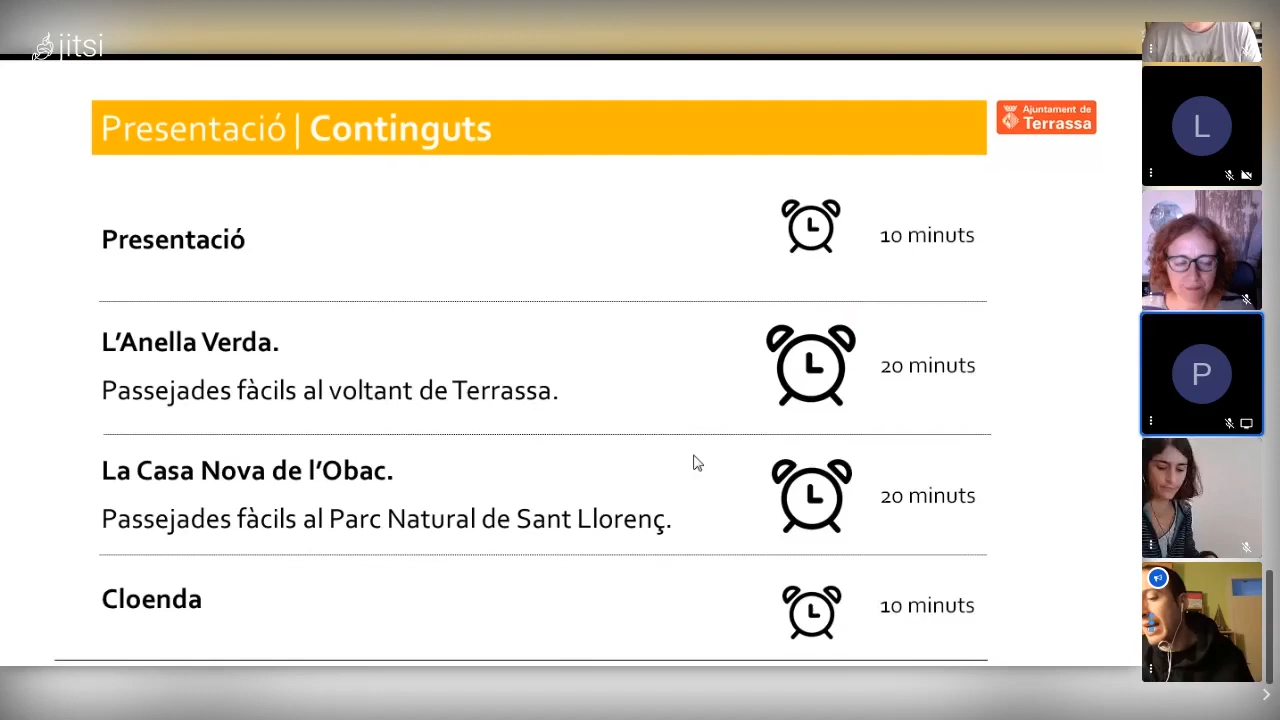 jitsi
Presentació | Continguts
Ajuntament de
Terrassa
Presentació
10 minuts
L'Anella Verda.
Passejades fàcils al voltant de Terrassa.
20 minuts
La Casa Nova de l'Obac.
Passejades fàcils al Parc Natural de Sant Llorenç.
20 minuts
Cloenda
10 minuts
L
P